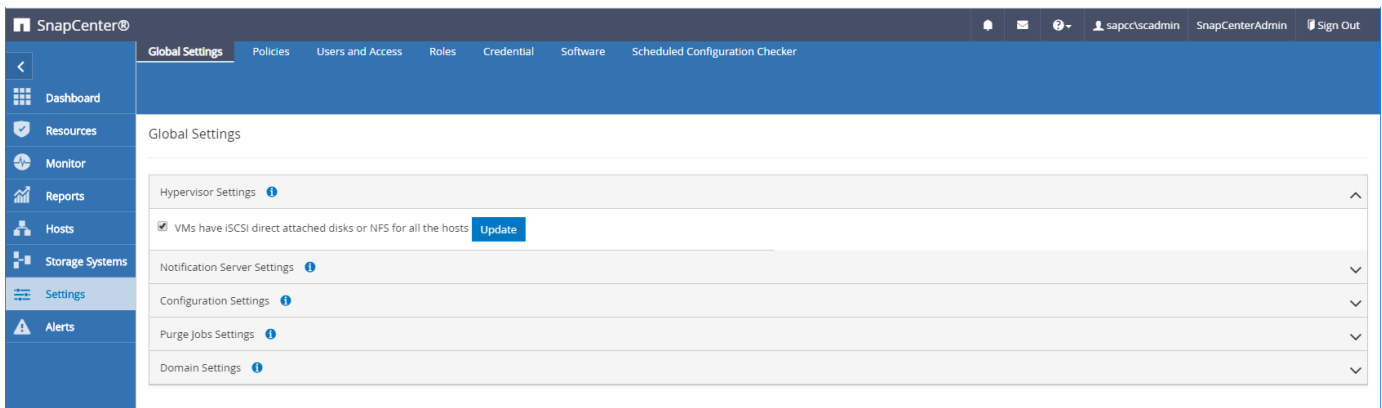 SnapCenter®
sapcc\scadmin SnapCenterAdmin Sign Out
Global Settings Policies Users and Access Roles Credential Software Scheduled Configuration Checker
Dashboard
Resources
Monitor
Reports
Hosts
Storage Systems
Settings
Alerts
Global Settings
Hypervisor Settings
VMs have iSCSI direct attached disks or NFS for all the hosts Update
Notification Server Settings
Configuration Settings
Purge Jobs Settings
Domain Settings